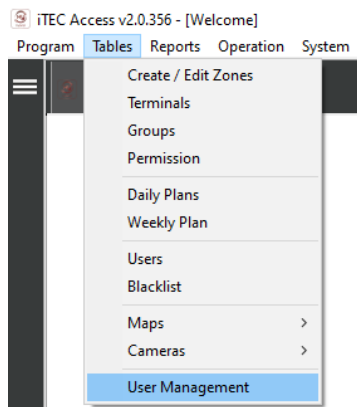 iTEC Access v2.0.356 - [Welcome]
Program Tables Reports Operation System
Create / Edit Zones
Terminals
Groups
Permission
Daily Plans
Weekly Plan
Users
Blacklist
Maps
Cameras
User Management